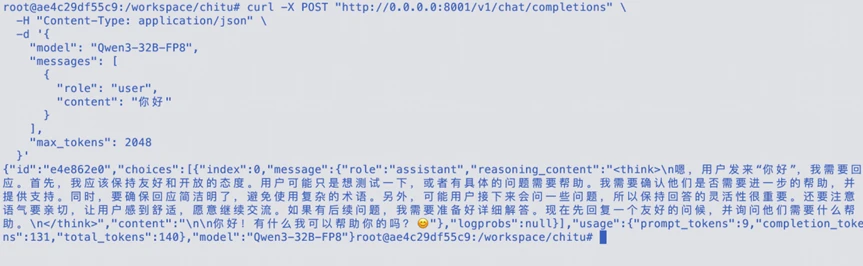 root@ae4c29df55c9:/workspace/chitu# curl -X POST "http://0.0.0.0:8001/v1/chat/completions" \
  -H "Content-Type: application/json" \
  -d '{
    "model": "Qwen3-32B-FP8",
    "messages": [
      {
        "role": "user",
        "content": "你好"
      }
    ],
    "max_tokens": 2048
  }'
{"id":"e4e862e0","choices":[{"index":0,"message":{"role":"assistant","reasoning_content":"<think>\n嗯，用户发来“你好”，我需要回
应。首先，我应该保持友好和开放的态度。用户可能只是想测试一下，或者有具体的问题需要帮助。我需要确认他们是否需要进一步的帮助，并
提供支持。同时，要确保回应简洁明了，避免使用复杂的术语。另外，可能用户接下来会问一些问题，所以保持回答的灵活性很重要。还要注意
语气要亲切，让用户感到舒适，愿意继续交流。如果有后续问题，我需要准备好详细解答。现在先回复一个友好的问候，并询问他们需要什么帮
助。\n</think>","content":"\n\n你好！有什么我可以帮助你的吗？😊"},"logprobs":null}],"usage":{"prompt_tokens":9,"completion_toke
ns":131,"total_tokens":140},"model":"Qwen3-32B-FP8"}root@ae4c29df55c9:/workspace/chitu#